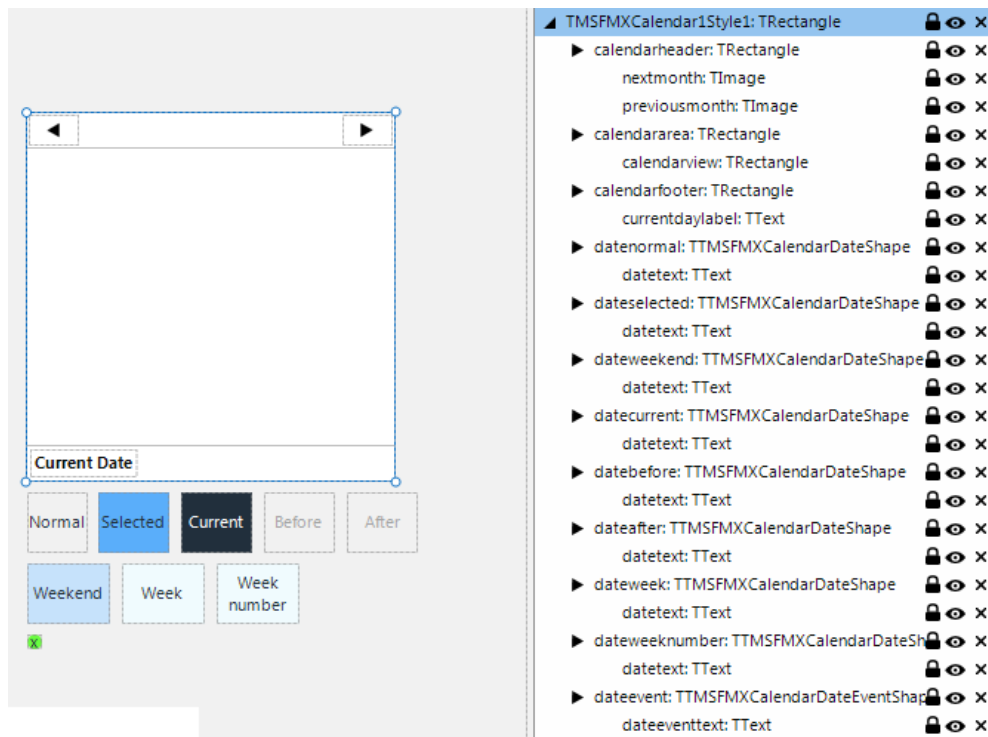 Current Date
Normal
Selected
Current
Before
After
Weekend
Week
Week
number
X
TMSFMXCalendar1Style1: TRectangle
calendarheader: TRectangle
nextmonth: TImage
previousmonth: TImage
calendararea: TRectangle
calendarview: TRectangle
calendarfooter: TRectangle
currentdaylabel: TText
datenormal: TTMSFMXCalendarDateShape
datetext: TText
dateselected: TTMSFMXCalendarDateShape
datetext: TText
dateweekend: TTMSFMXCalendarDateShape
datetext: TText
datecurrent: TTMSFMXCalendarDateShape
datetext: TText
datebefore: TTMSFMXCalendarDateShape
datetext: TText
dateafter: TTMSFMXCalendarDateShape
datetext: TText
dateweek: TTMSFMXCalendarDateShape
datetext: TText
dateweeknumber: TTMSFMXCalendarDateSh
datetext: TText
dateevent: TTMSFMXCalendarDateEventShap
dateeventtext: TText